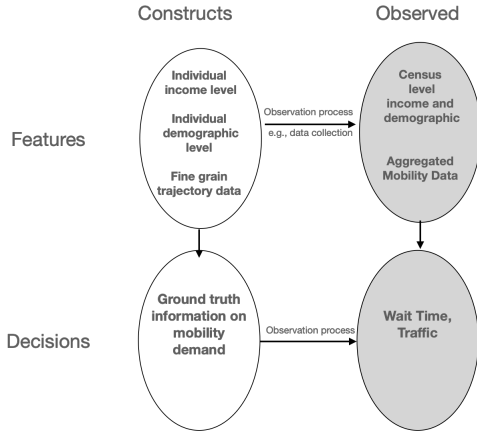 Constructs
Observed
Features
Individual
income level
Individual
demographic
level
Fine grain
trajectory data
Observation process
e.g., data collection
Census
level
income and
demographic
Aggregated
Mobility Data
Decisions
Ground truth
information on
mobility
demand
Observation process
Wait Time,
Traffic